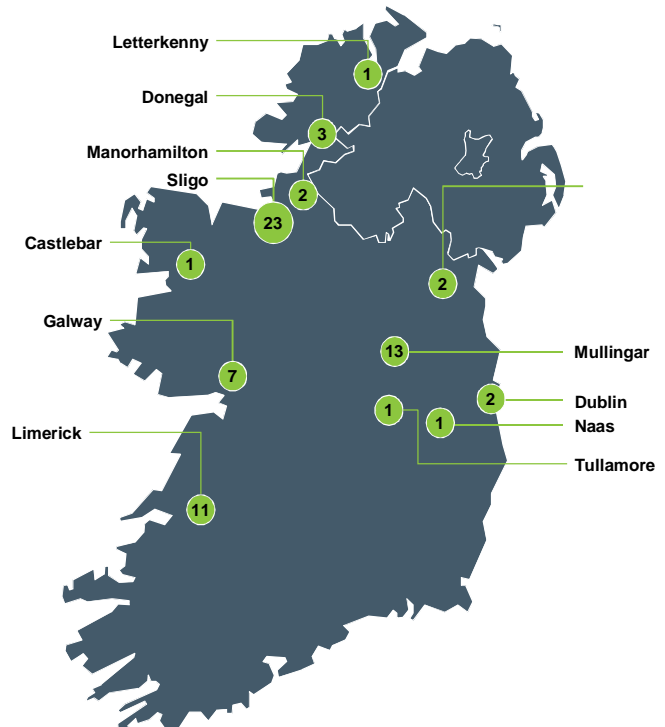 Letterkenny
1
Donegal
3
Manorhamilton
2
Sligo
23
Castlebar
1
2
Galway
7
13
Mullingar
2
Dublin
1
1
Naas
Limerick
Tullamore
11